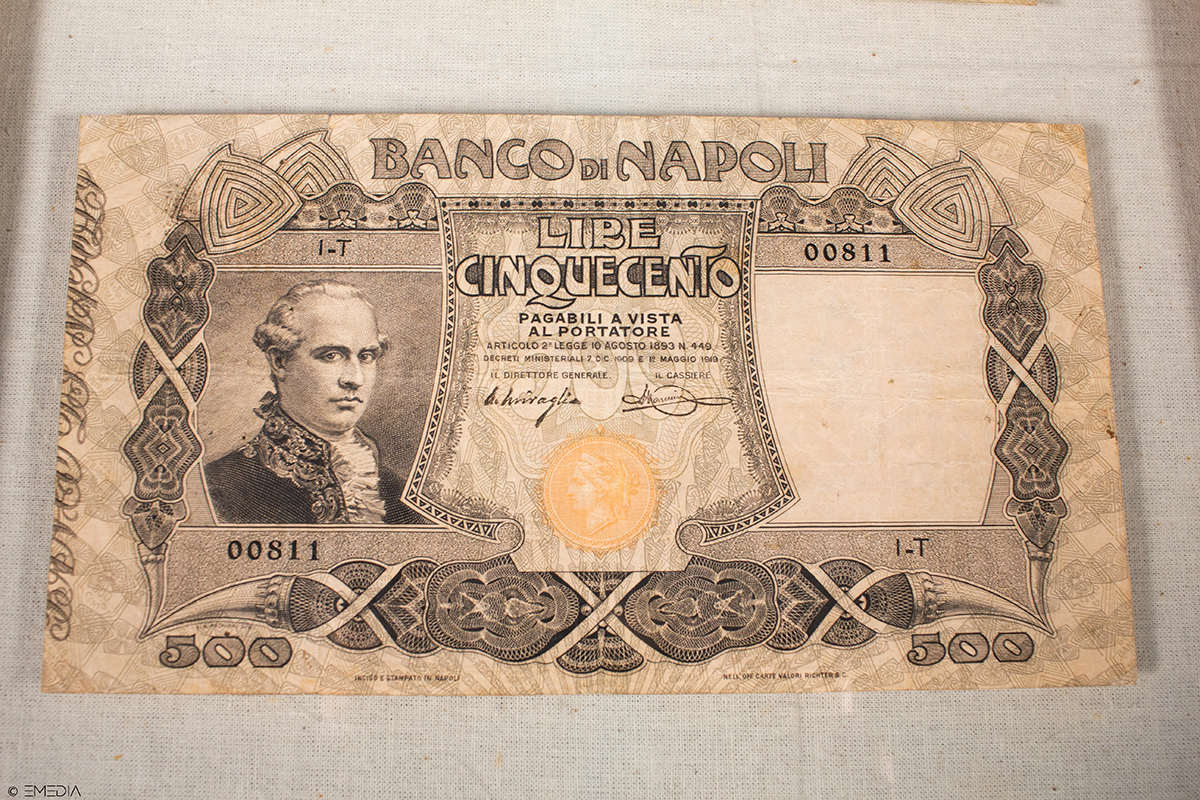 BANCO DI NAPOLI
I-T
00811
LIRE
CINQUECENTO
PAGABILI A VISTA
AL PORTATORE
ARTICOLO 2° LEGGE 10 AGOSTO 1893 N. 449
DECRETI MINISTERIALI 7 DIC. 1909 E 12 MAGGIO 1919
IL DIRETTORE GENERALE. IL CASSIERE
00811
I-T
500
500
INCISO E STAMPATO IN NAPOLI
NELL' OFF. CARTE VALORI RICHTER & C.
© EMEDIA